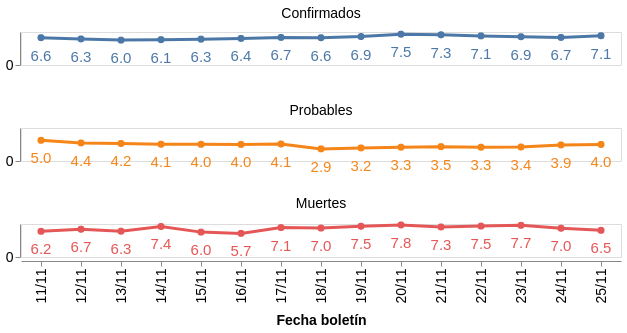 Confirmados
0
6.6 6.3 6.0 6.1 6.3 6.4 6.7 6.6 6.9 7.5 7.3 7.1 6.9 6.7 7.1
Probables
0
5.0 4.4 4.2 4.1 4.0 4.0 4.1 2.9 3.2 3.3 3.5 3.3 3.4 3.9 4.0
Muertes
0
6.2 6.7 6.3 7.4 6.0 5.7 7.1 7.0 7.5 7.8 7.3 7.5 7.7 7.0 6.5
11/11 12/11 13/11 14/11 15/11 16/11 17/11 18/11 19/11 20/11 21/11 22/11 23/11 24/11 25/11
Fecha boletín